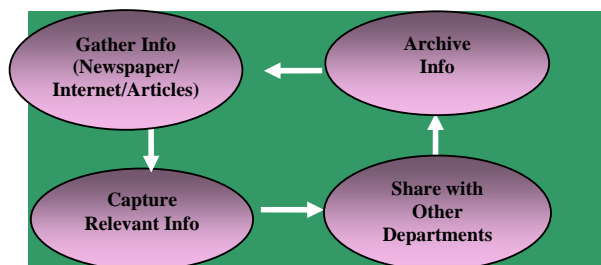 Gather Info
(Newspaper/
Internet/Articles)
Archive
Info
Capture
Relevant Info
Share with
Other
Departments